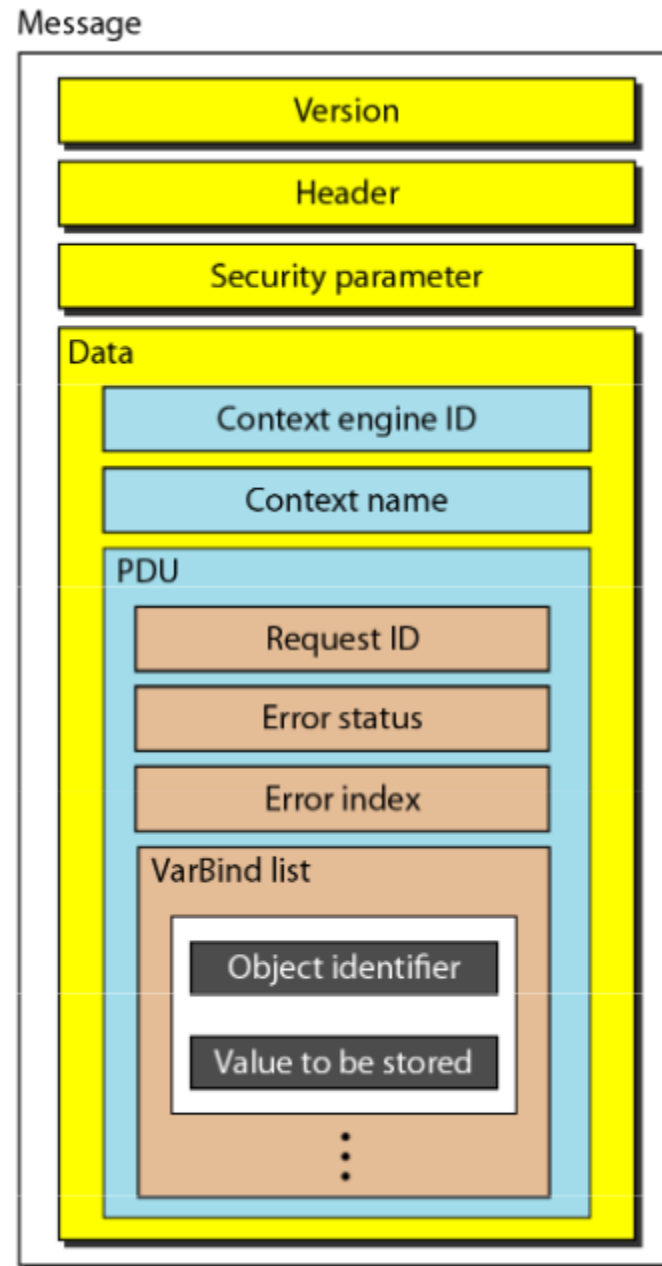 Message
Version
Header
Security parameter
Data
Context engine ID
Context name
PDU
Request ID
Error status
Error index
VarBind list
Object identifier
Value to be stored